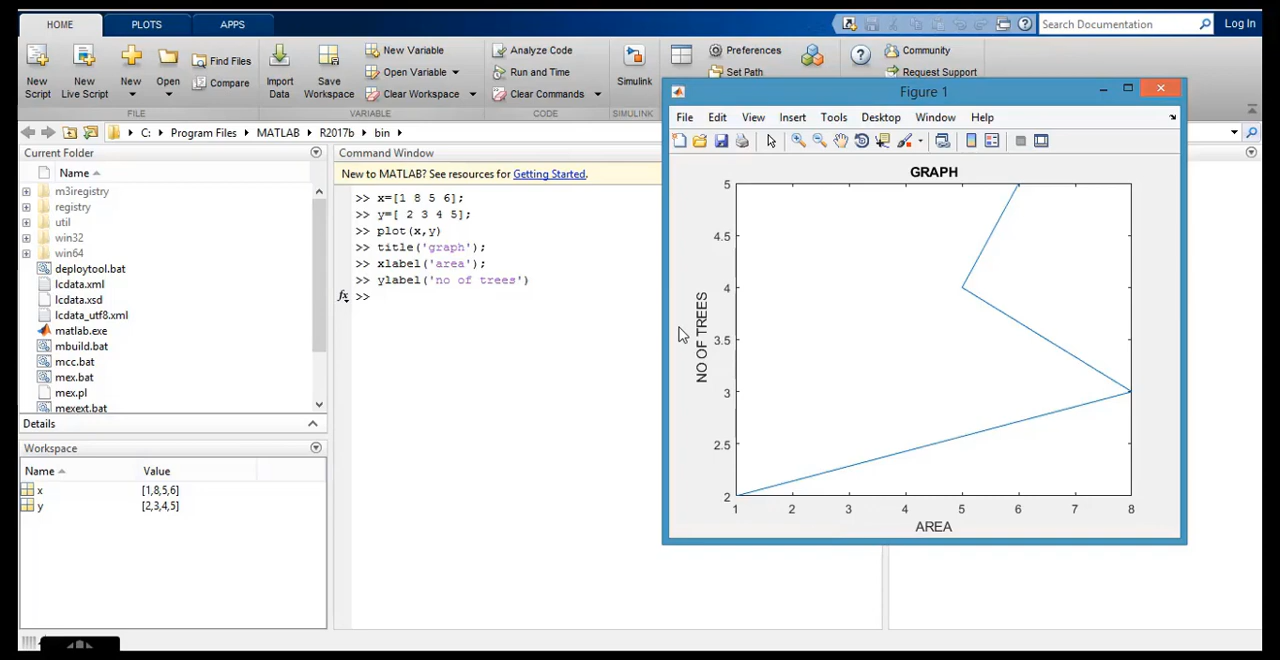 HOME PLOTS APPS
Search Documentation
Log In
New Script
New Live Script
New
Open
Find Files
Compare
Import Data
Save Workspace
New Variable
Open Variable
Clear Workspace
Analyze Code
Run and Time
Clear Commands
Simulink
Preferences
Set Path
Community
Request Support
FILE VARIABLE CODE SIMULINK
C: Program Files MATLAB R2017b bin
Current Folder
Name
m3iregistry
registry
util
win32
win64
deploytool.bat
lcdata.xml
lcdata.xsd
lcdata_utf8.xml
matlab.exe
mbuild.bat
mcc.bat
mex.bat
mex.pl
mexext.bat
Details
Workspace
Name Value
x [1,8,5,6]
y [2,3,4,5]
Command Window
New to MATLAB? See resources for Getting Started.
>> x=[1 8 5 6];
>> y=[ 2 3 4 5];
>> plot(x,y)
>> title('graph');
>> xlabel('area');
>> ylabel('no of trees')
fx >>
Figure 1
File Edit View Insert Tools Desktop Window Help
GRAPH
5
4.5
4
3.5
3
2.5
2
NO OF TREES
1 2 3 4 5 6 7 8
AREA